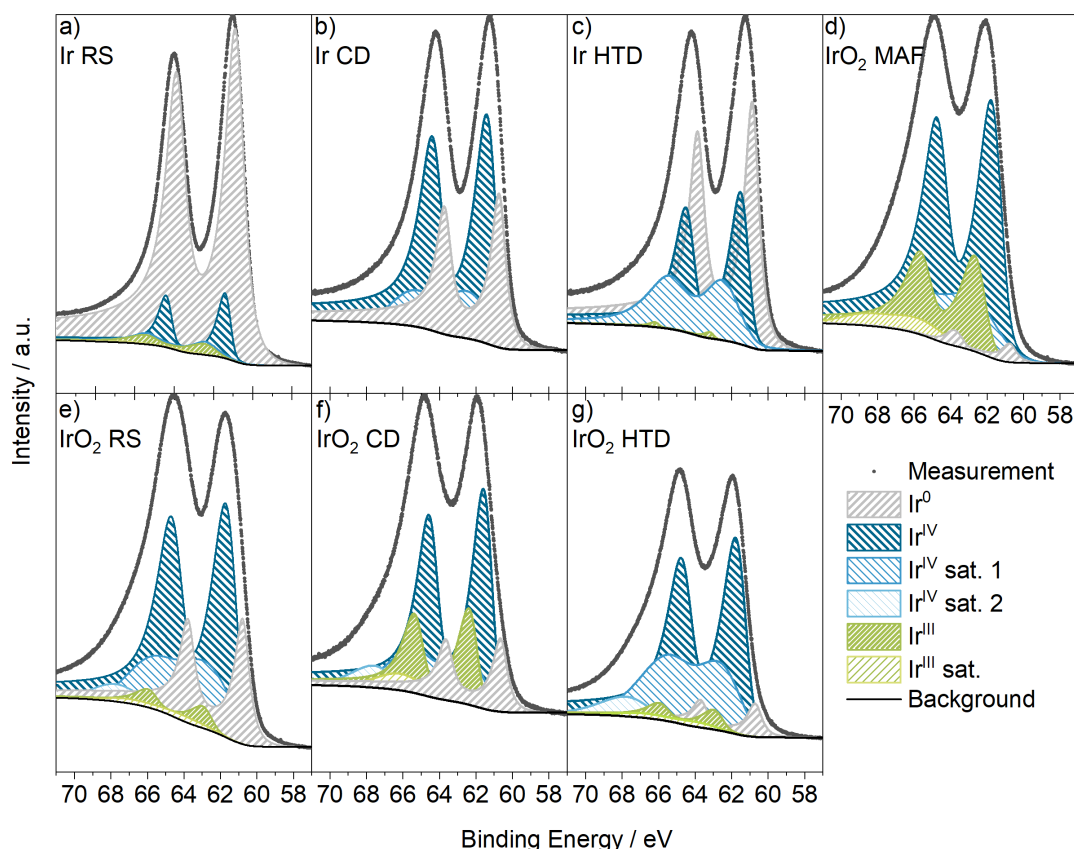 a)
Ir RS
b)
Ir CD
c)
Ir HTD
d)
IrO₂ MAF
70 68 66 64 62 60 58
e)
IrO₂ RS
f)
IrO₂ CD
g)
IrO₂ HTD
Measurement
Ir⁰
Irᴵⱽ
Irᴵⱽ sat. 1
Irᴵⱽ sat. 2
Irᴵᴵᴵ
Irᴵᴵᴵ sat.
Background
70 68 66 64 62 60 58
70 68 66 64 62 60 58
70 68 66 64 62 60 58
Intensity / a.u.
Binding Energy / eV